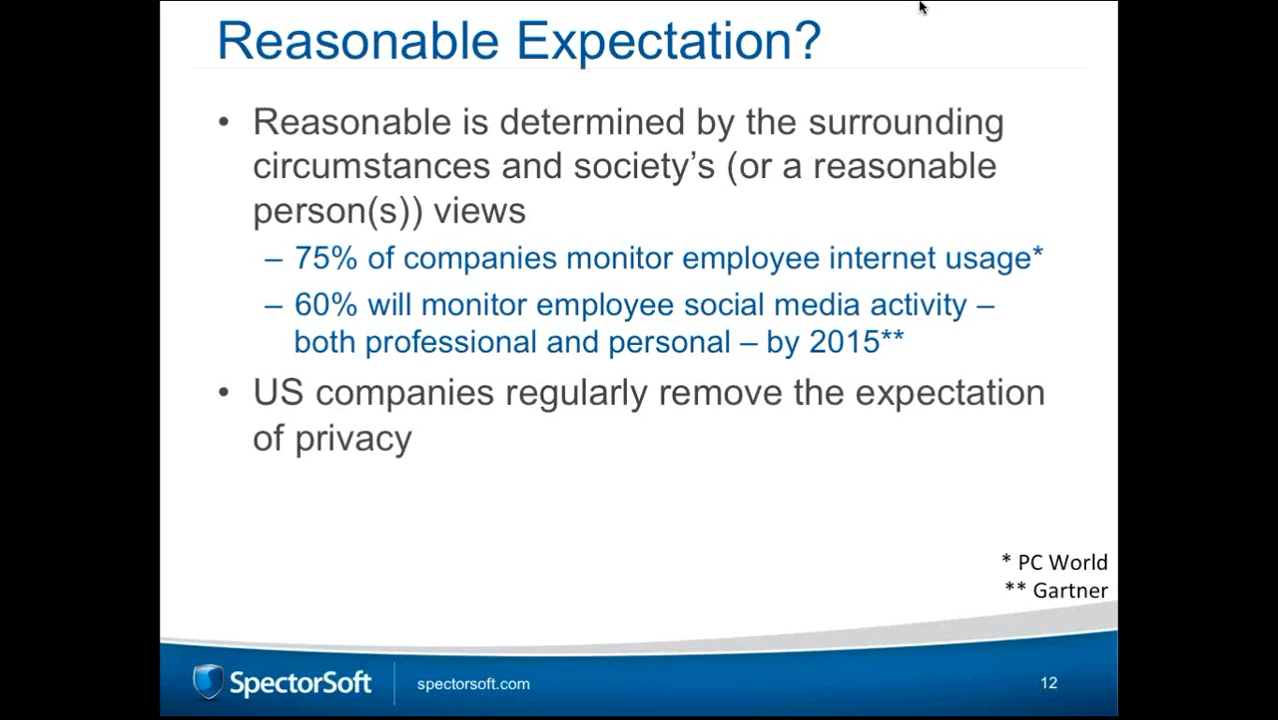 Reasonable Expectation?
• Reasonable is determined by the surrounding
circumstances and society’s (or a reasonable
person(s)) views
– 75% of companies monitor employee internet usage*
– 60% will monitor employee social media activity –
both professional and personal – by 2015**
• US companies regularly remove the expectation
of privacy
* PC World
** Gartner
SpectorSoft
spectorsoft.com
12